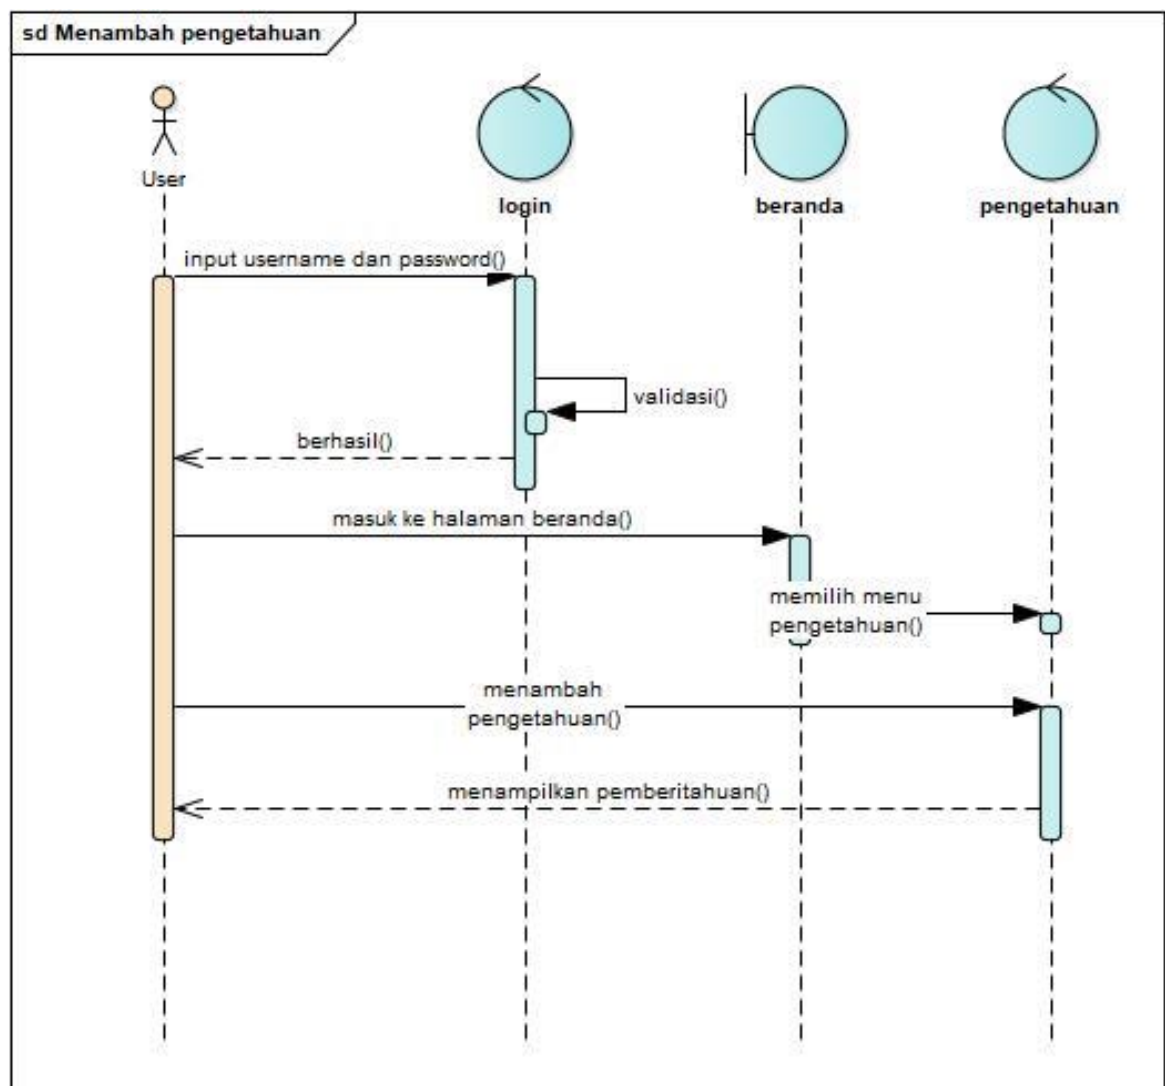 sd Menambah pengetahuan
User
login
beranda
pengetahuan
input username dan password()
validasi()
berhasil()
masuk ke halaman beranda()
memilih menu
pengetahuan()
menambah
pengetahuan()
menampilkan pemberitahuan()